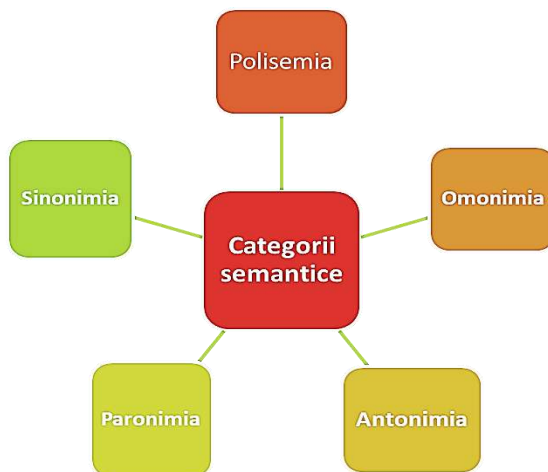 Polisemia
Sinonimia
Omonimia
Categorii
semantice
Paronimia
Antonimia